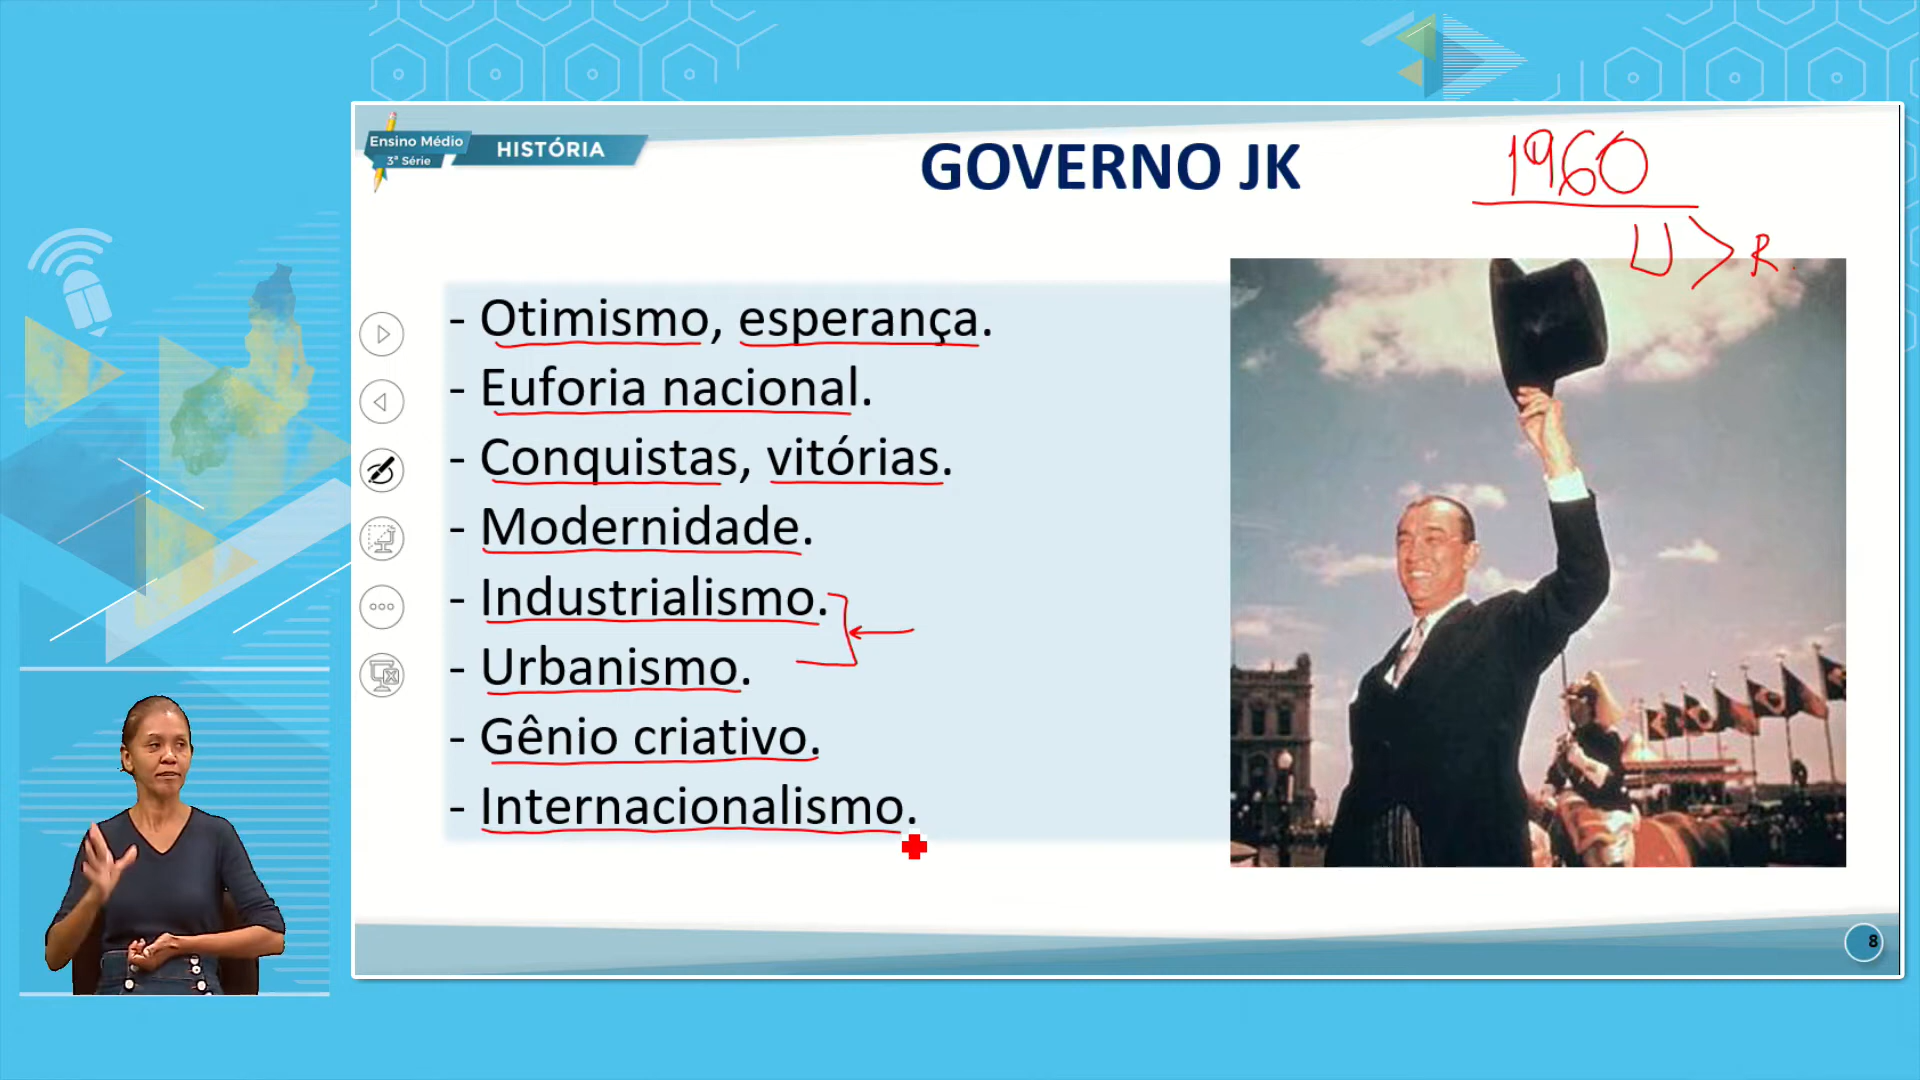 Ensino Médio
3ª Série
HISTÓRIA
GOVERNO JK
1960
U > R
- Otimismo, esperança.
- Euforia nacional.
- Conquistas, vitórias.
- Modernidade.
- Industrialismo.
- Urbanismo.
- Gênio criativo.
- Internacionalismo.
8